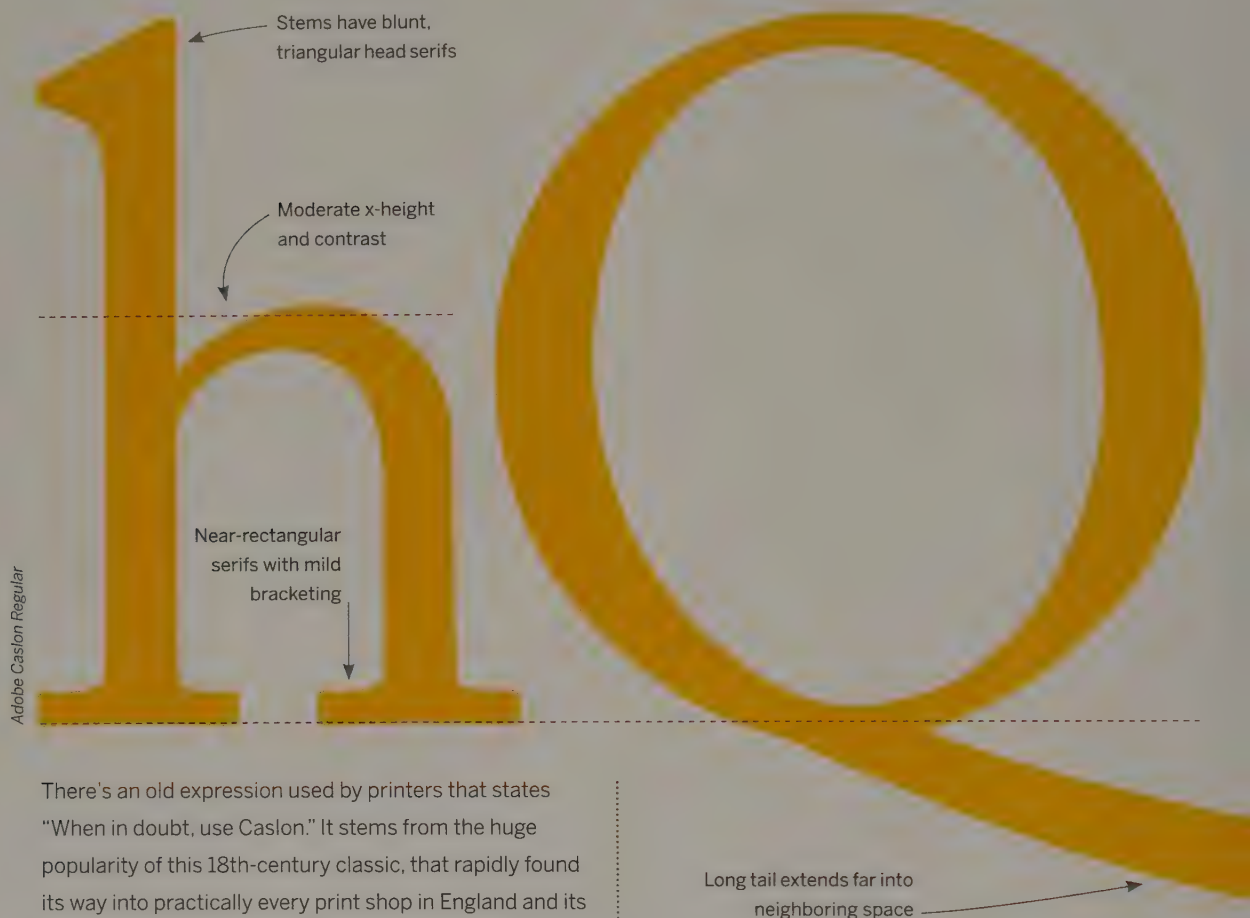 Stems have blunt,
triangular head serifs
Moderate x-height
and contrast
Near-rectangular
serifs with mild
bracketing
Adobe Caslon Regular
hQ
There's an old expression used by printers that states
“When in doubt, use Caslon.” It stems from the huge
popularity of this 18th-century classic, that rapidly found
its way into practically every print shop in England and its
Long tail extends far into
neighboring space